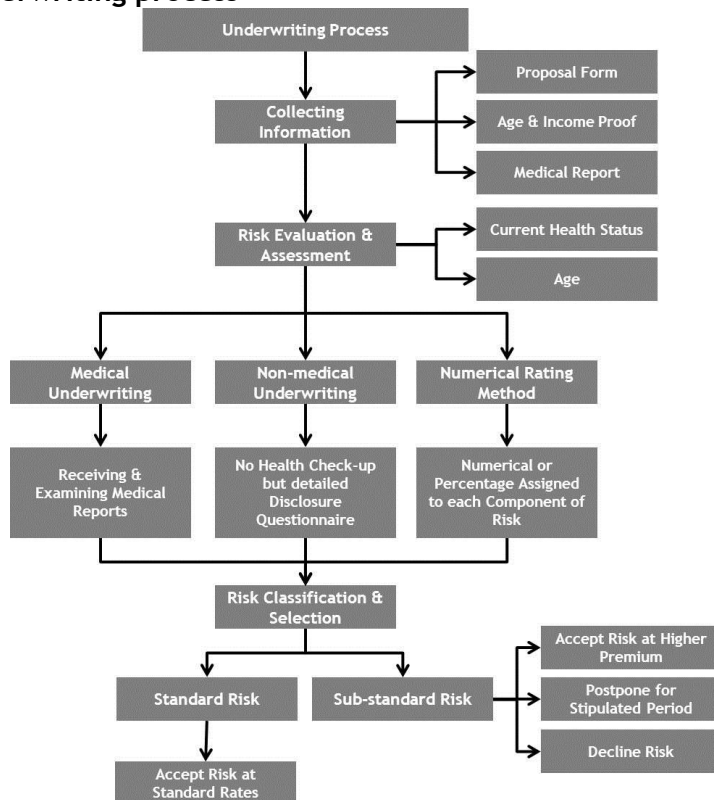 writing process
Underwriting Process
Collecting
Information
Proposal Form
Age & Income Proof
Medical Report
Risk Evaluation &
Assessment
Current Health Status
Age
Medical
Underwriting
Non-medical
Underwriting
Numerical Rating
Method
Receiving &
Examining Medical
Reports
No Health Check-up
but detailed
Disclosure
Questionnaire
Numerical or
Percentage Assigned
to each Component of
Risk
Risk Classification &
Selection
Standard Risk
Sub-standard Risk
Accept Risk at Higher
Premium
Postpone for
Stipulated Period
Decline Risk
Accept Risk at
Standard Rates